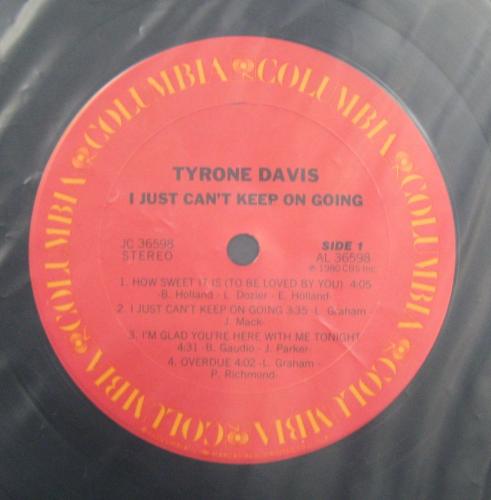 COLUMBIA COLUMBIA COLUMBIA COLUMBIA COLUMBIA COLUMBIA
TYRONE DAVIS
I JUST CAN'T KEEP ON GOING
JC 36598 SIDE 1
STEREO AL 36598
℗ 1980 CBS Inc.
1. HOW SWEET IT IS (TO BE LOVED BY YOU) 4:05
-B. Holland - L. Dozier - E. Holland-
2. I JUST CAN'T KEEP ON GOING 3:35 -L. Graham -
J. Mack-
3. I'M GLAD YOU'RE HERE WITH ME TONIGHT
4:31 -B. Gaudio - J. Parker-
4. OVERDUE 4:02 -L. Graham -
P. Richmond-